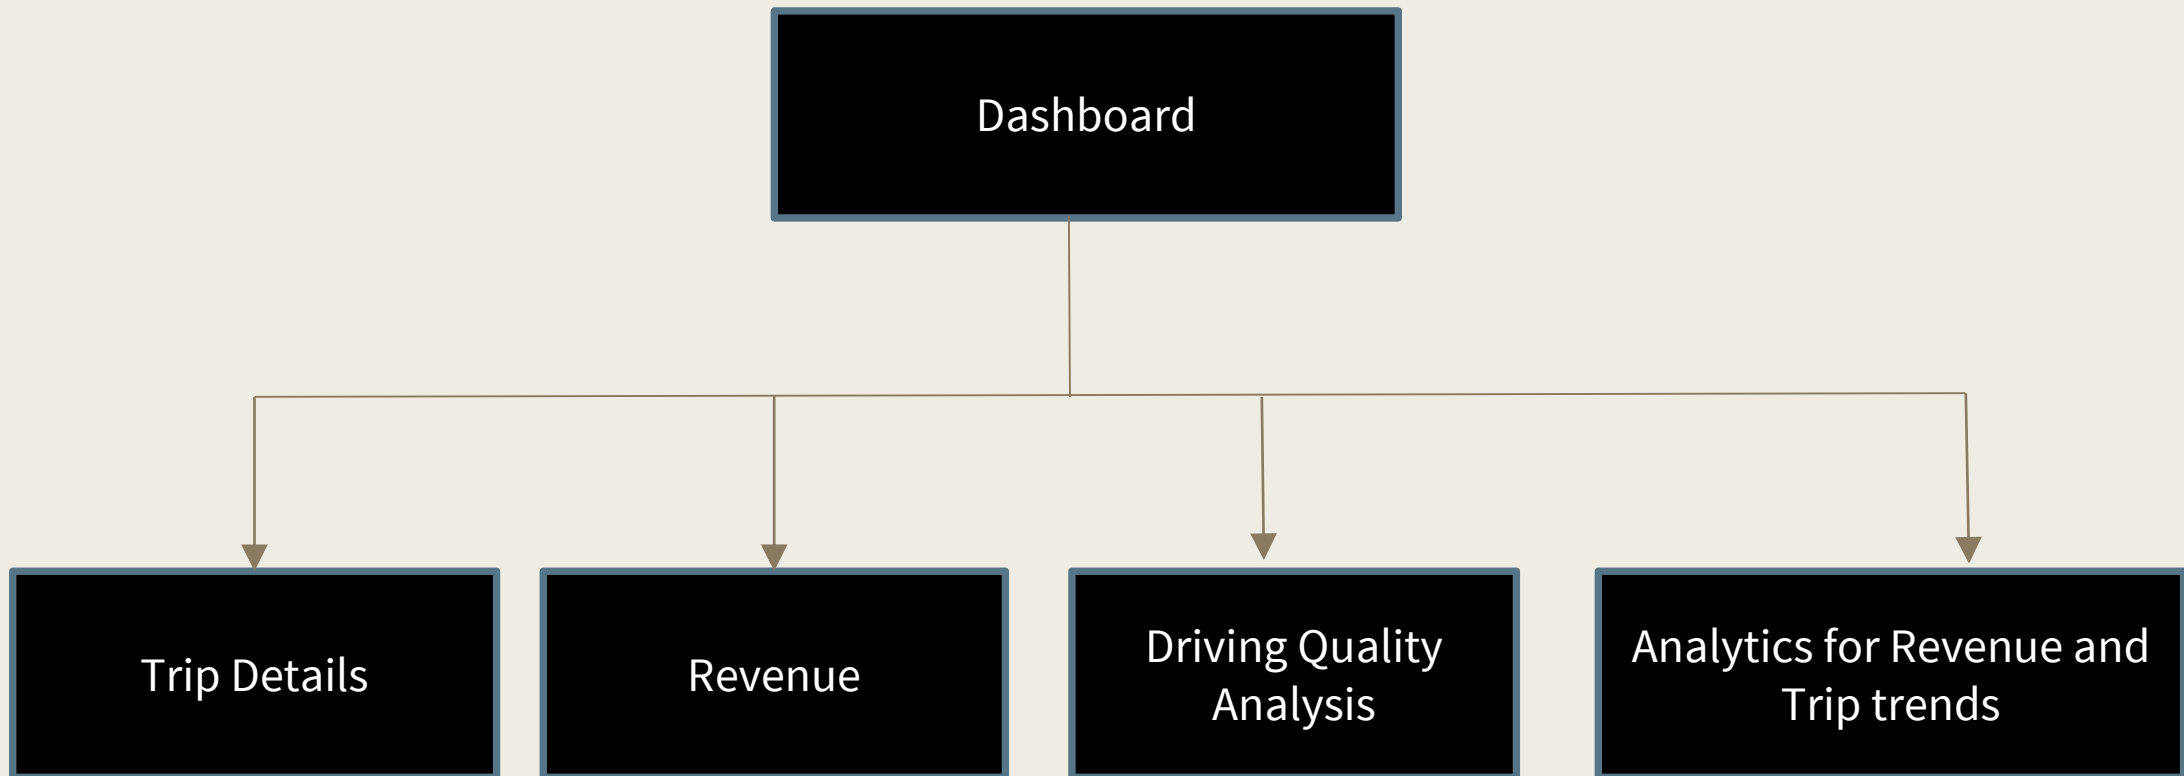 Dashboard
Trip Details
Revenue
Driving Quality
Analysis
Analytics for Revenue and
Trip trends